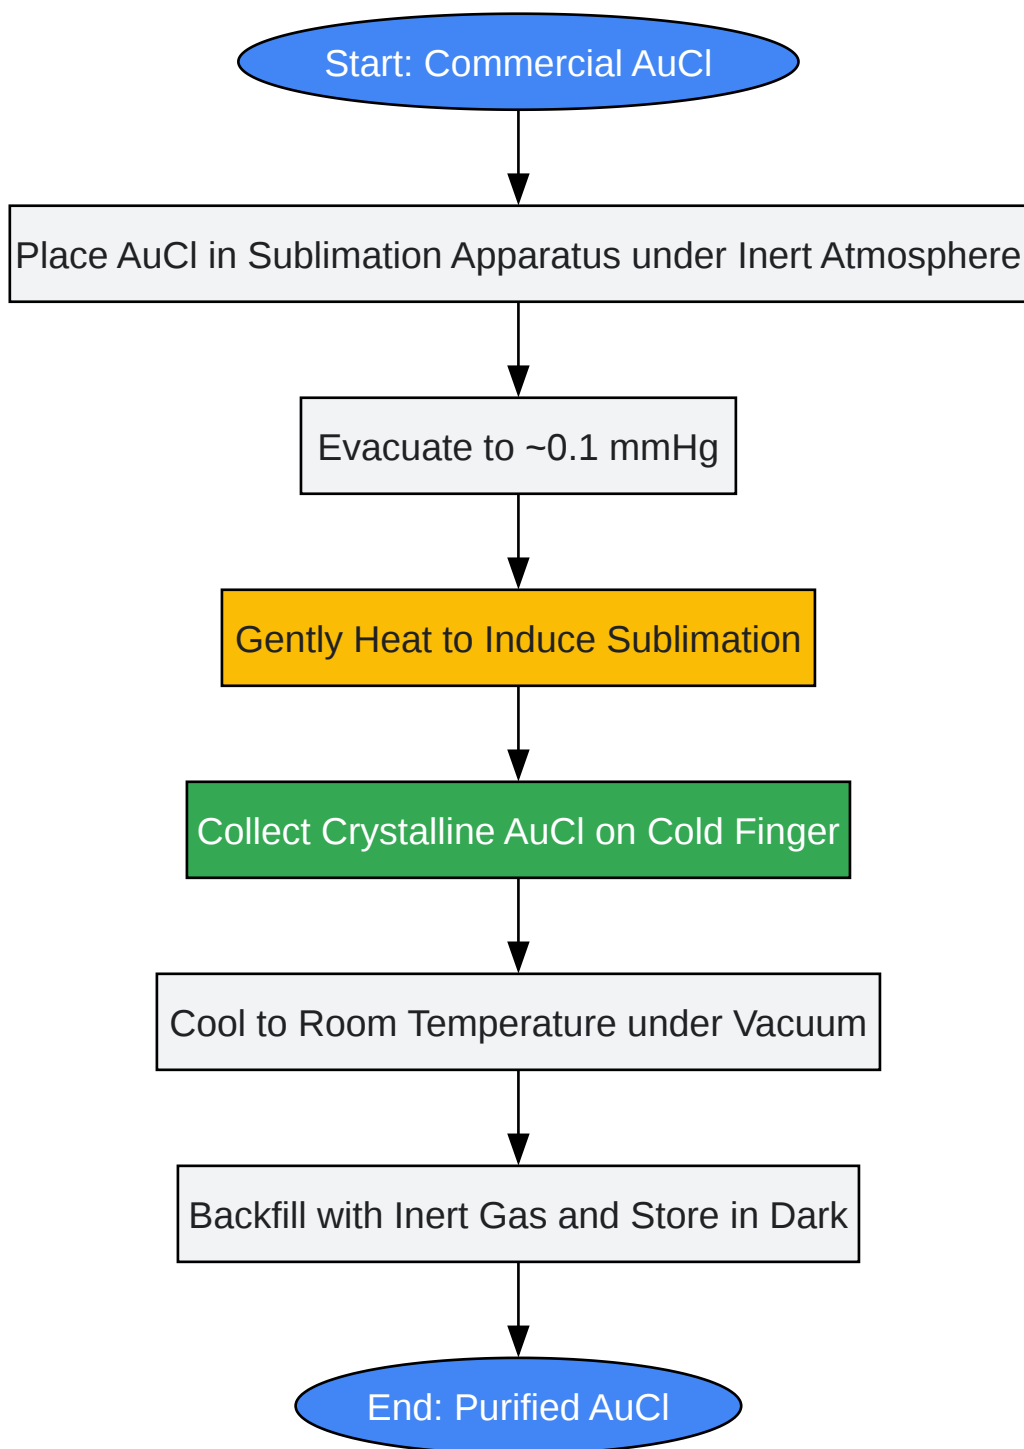 Start: Commercial AuCl
Place AuCl in Sublimation Apparatus under Inert Atmosphere
Evacuate to ~0.1 mmHg
Gently Heat to Induce Sublimation
Collect Crystalline AuCl on Cold Finger
Cool to Room Temperature under Vacuum
Backfill with Inert Gas and Store in Dark
End: Purified AuCl